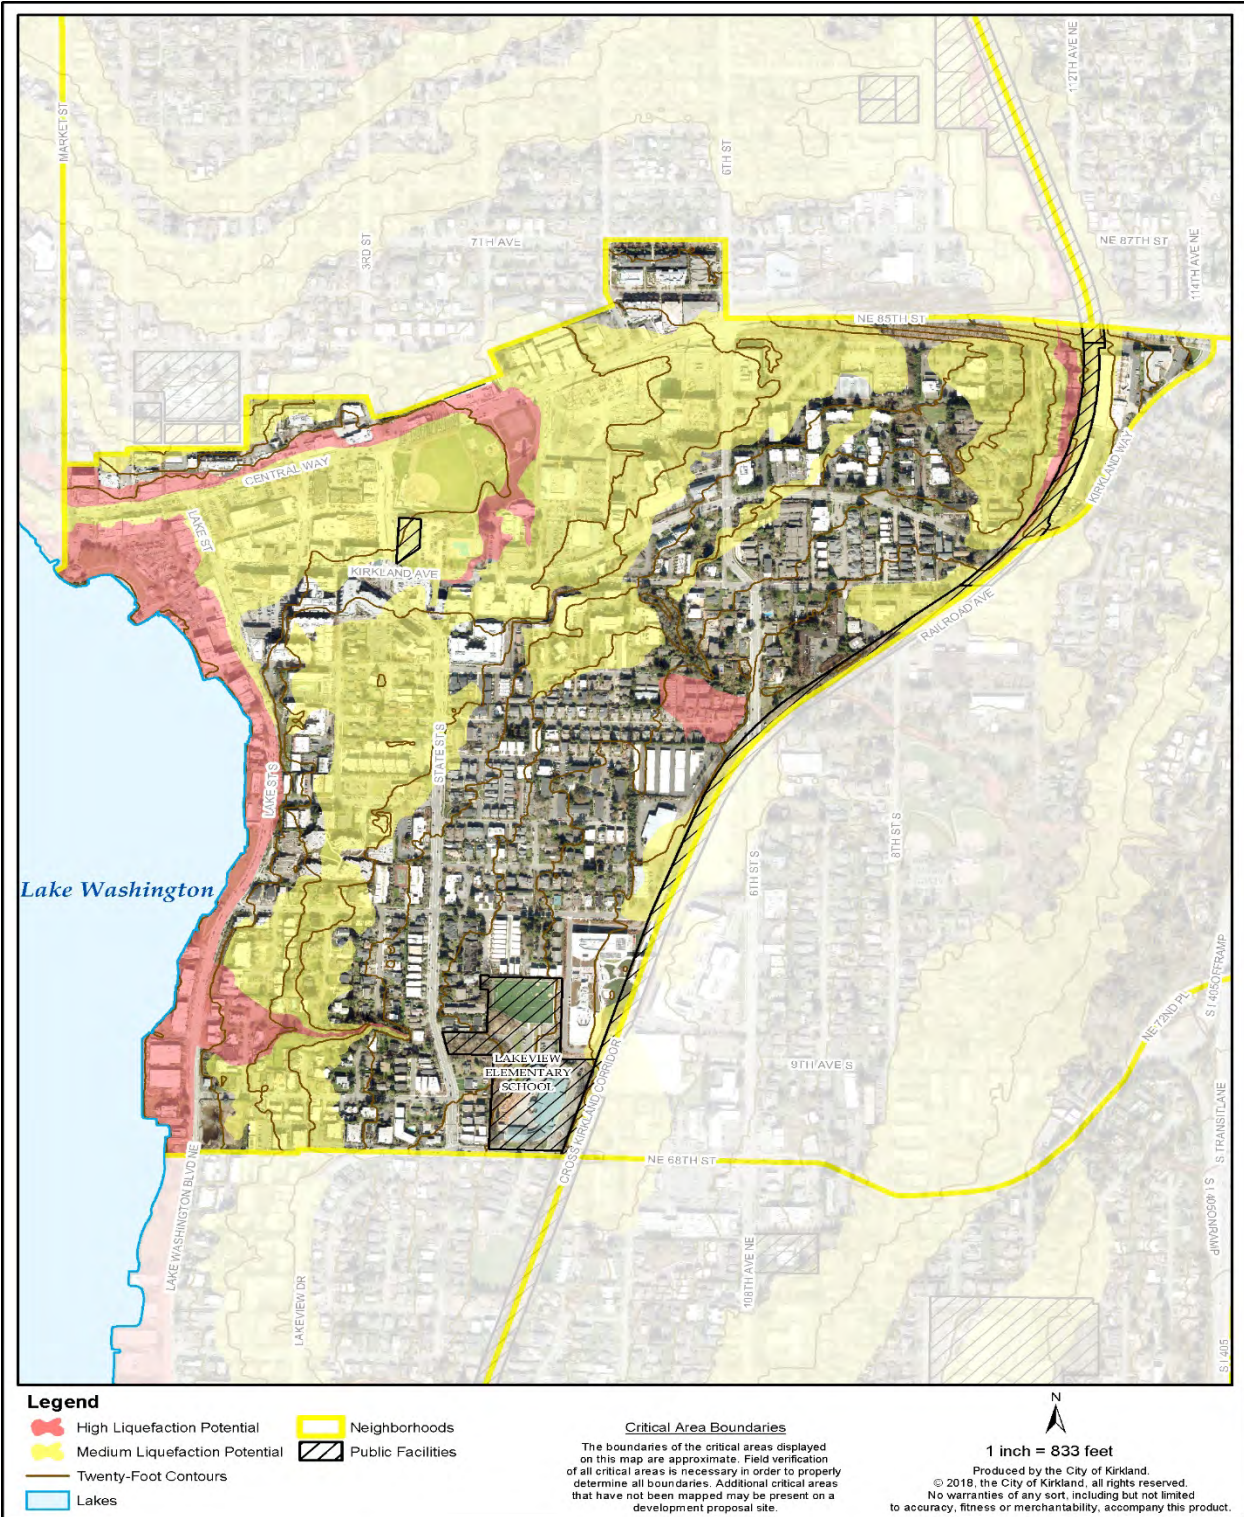 MARKET ST
112TH AVE NE
6TH ST
3RD ST
7TH AVE
NE 87TH ST
114TH AVE NE
NE 85TH ST
CENTRAL WAY
LAKE ST
KIRKLAND AVE
KIRKLAND WAY
RAILROAD AVE
STATE ST S
LAKE ST S
8TH ST S
6TH ST S
Lake Washington
S I 405OFFRAMP
NE 72ND PL
LAKEVIEW
ELEMENTARY
SCHOOL
9TH AVE S
CROSS KIRKLAND CORRIDOR
S TRANSITLANE
NE 68TH ST
LAKE WASHINGTON BLVD NE
S I 405ONRAMP
108TH AVE NE
LAKEVIEW DR
S I 405
Legend
High Liquefaction Potential
Medium Liquefaction Potential
Twenty-Foot Contours
Lakes
Neighborhoods
Public Facilities
Critical Area Boundaries
The boundaries of the critical areas displayed
on this map are approximate. Field verification
of all critical areas is necessary in order to properly
determine all boundaries. Additional critical areas
that have not been mapped may be present on a
development proposal site.
N
1 inch = 833 feet
Produced by the City of Kirkland.
© 2018, the City of Kirkland, all rights reserved.
No warranties of any sort, including but not limited
to accuracy, fitness or merchantability, accompany this product.